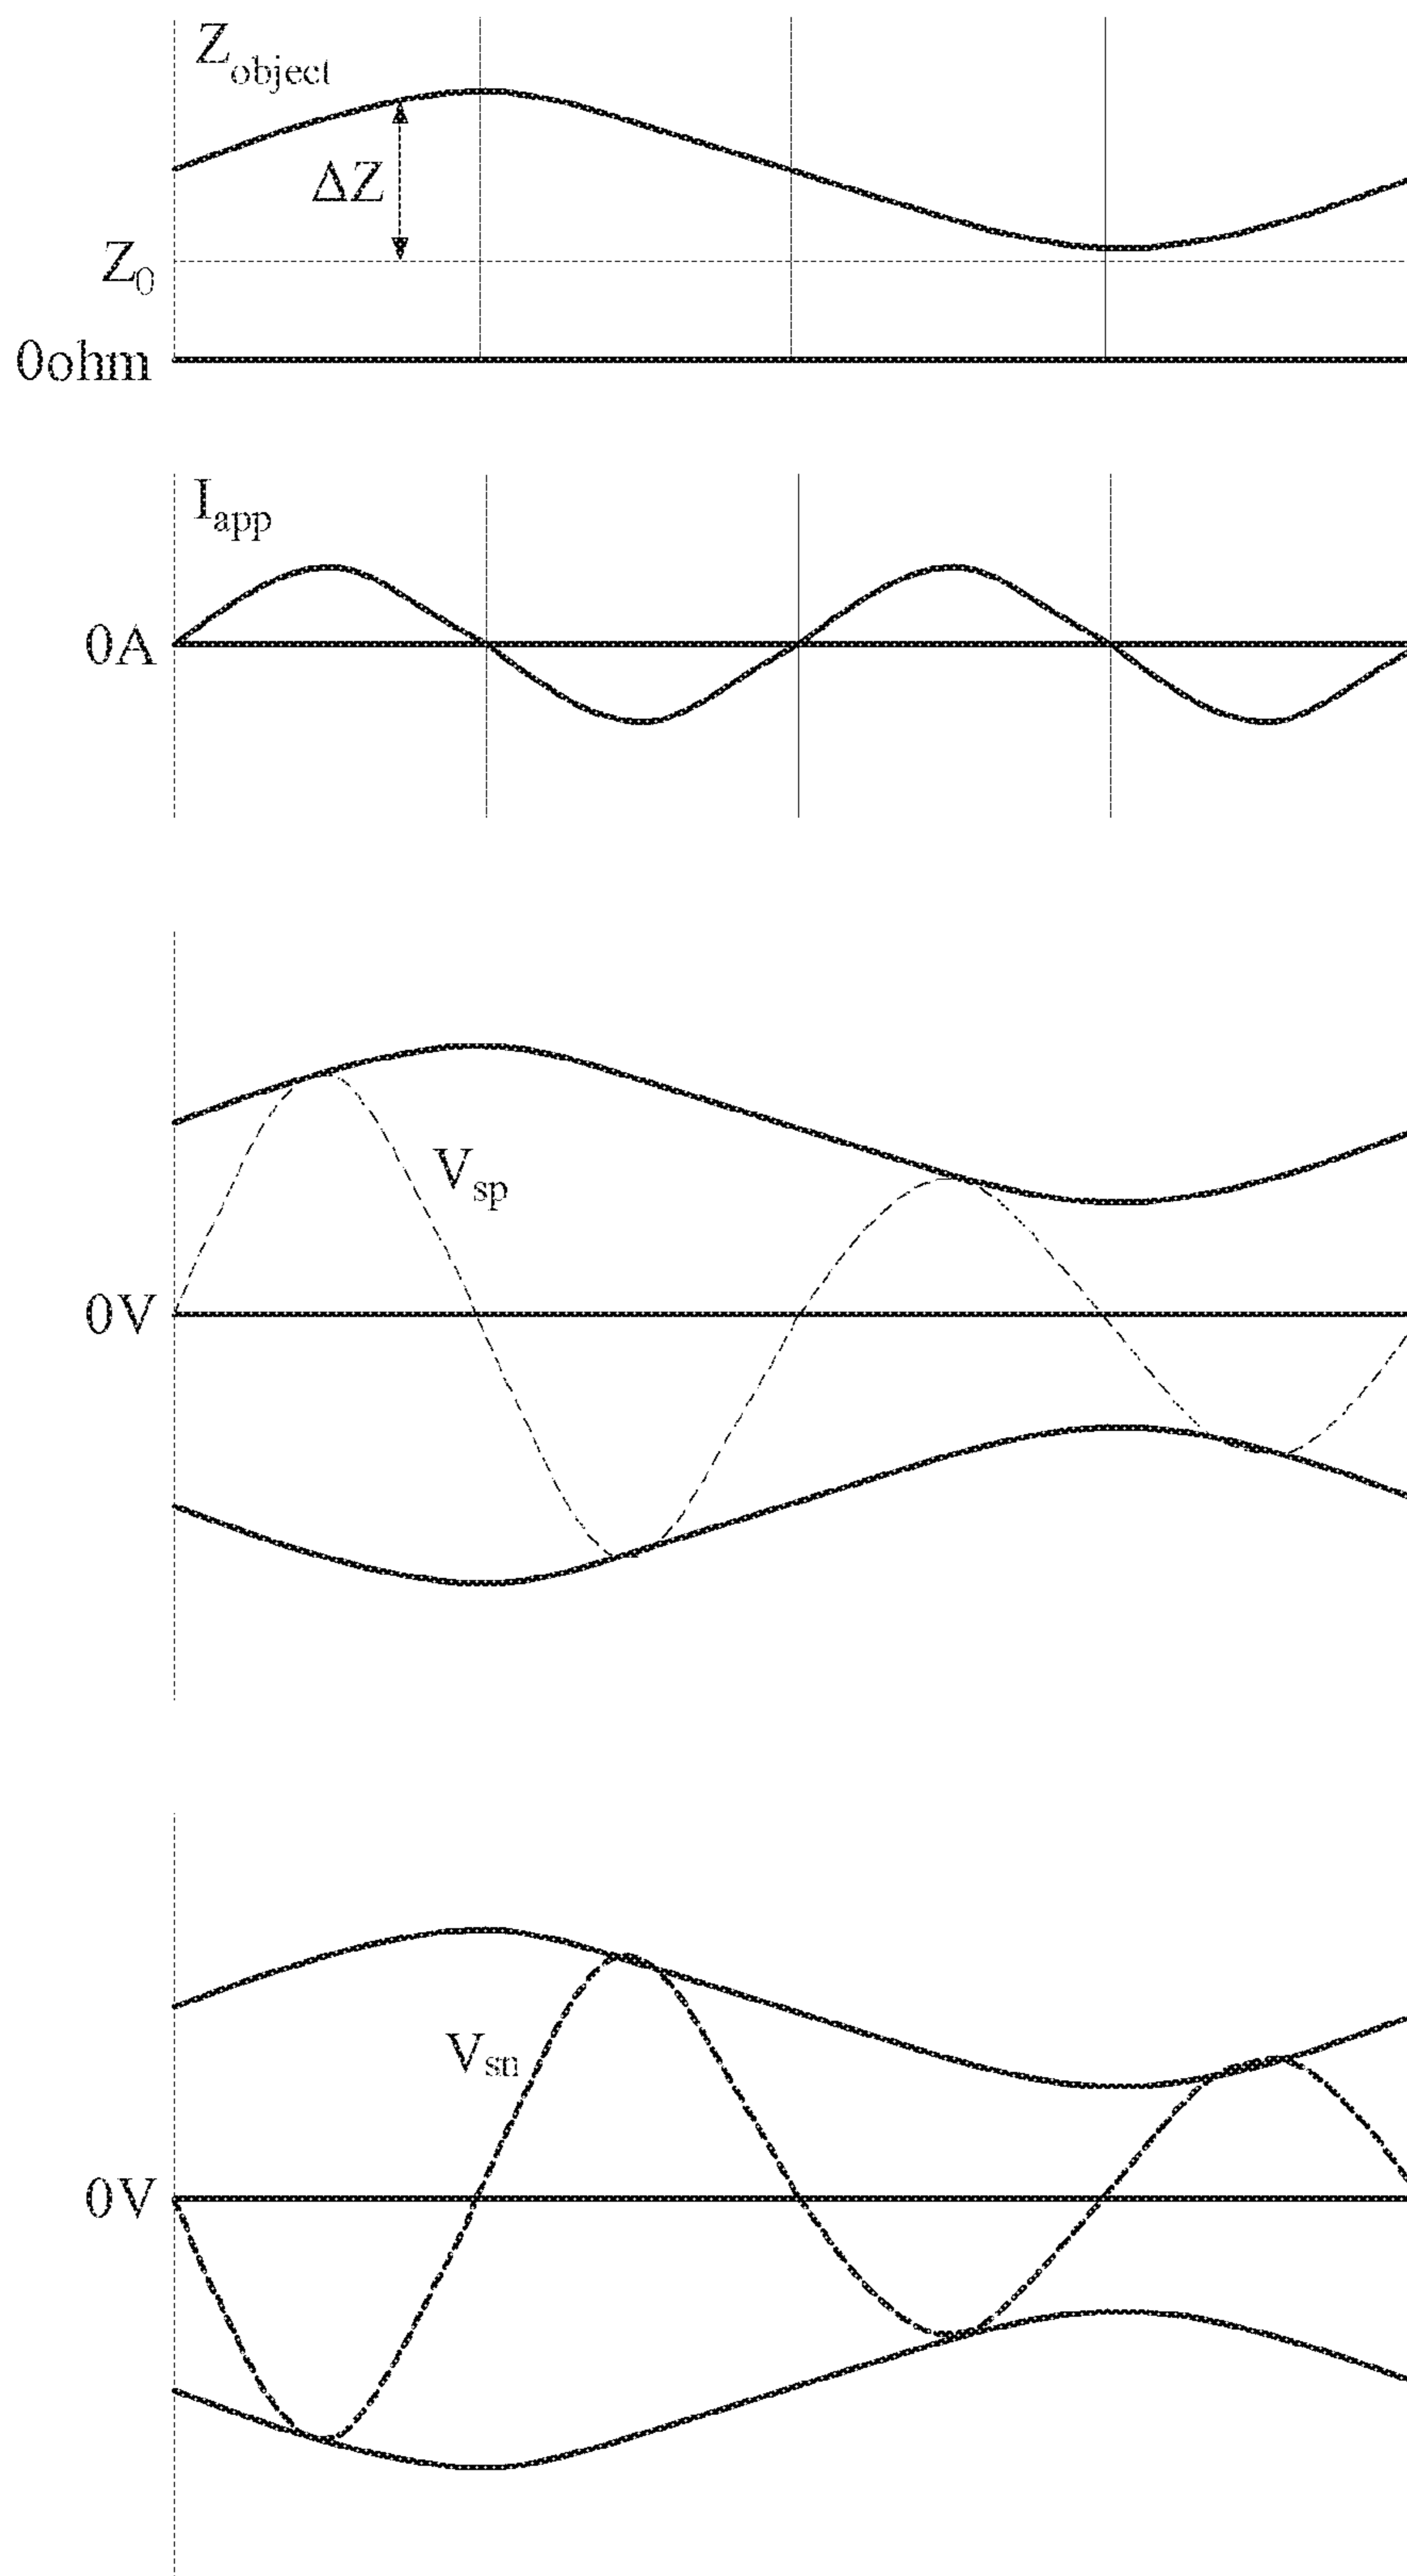 Zobject
ΔZ
Z0
0ohm
Iapp
0A
Vsp
0V
Vsn
0V